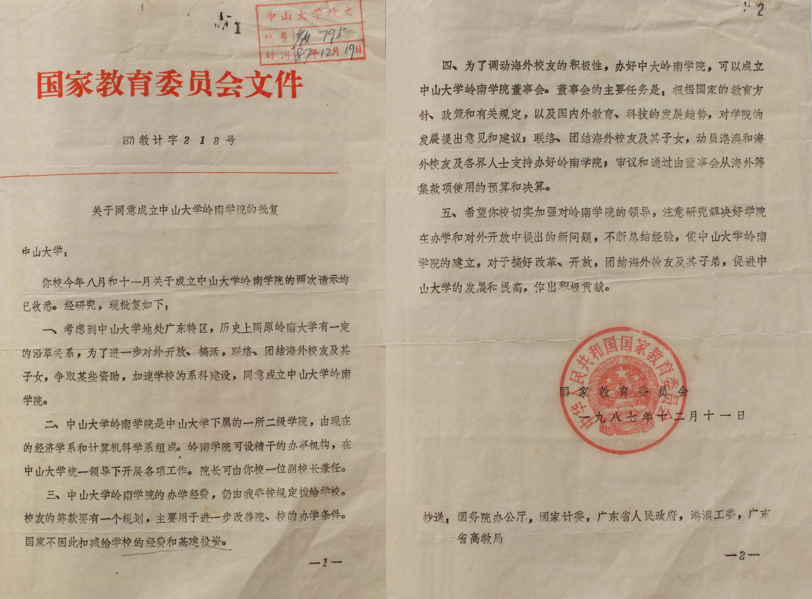 1
中山大学收文
编号 教 795
时间 87年12月19日
国家教育委员会文件
(87)教计字218号
关于同意成立中山大学岭南学院的批复
中山大学：
你校今年八月和十一月关于成立中山大学岭南学院的两次请示均
已收悉。经研究，现批复如下：
一、考虑到中山大学地处广东特区，历史上同原岭南大学有一定
的沿革关系，为了进一步对外开放、搞活，联络、团结海外校友及其
子女，争取某些资助，加速学校的系科建设，同意成立中山大学岭南
学院。
二、中山大学岭南学院是中山大学下属的一所二级学院，由现在
的经济学系和计算机科学系组成。岭南学院可设精干的办事机构，在
中山大学统一领导下开展各项工作。院长可由你校一位副校长兼任。
三、中山大学岭南学院的办学经费，仍由我委按规定拨给学校。
校友的筹款要有一个规划，主要用于进一步改善院、校的办学条件。
国家不因此扣减给学校的经费和基建投资。
—1—
2
四、为了调动海外校友的积极性，办好中大岭南学院，可以成立
中山大学岭南学院董事会。董事会的主要任务是：根据国家的教育方
针、政策和有关规定，以及国内外教育、科技的发展趋势，对学院的
发展提出意见和建议；联络、团结海外校友及其子女，动员港澳和海
外校友及各界人士支持办好岭南学院；审议和通过由董事会从海外筹
集款项使用的预算和决算。
五、希望你校切实加强对岭南学院的领导，注意研究解决好学院
在办学和对外开放中提出的新问题，不断总结经验，使中山大学岭南
学院的建立，对于搞好改革、开放，团结海外校友及其子弟，促进中
山大学的发展和提高，作出积极贡献。
中华人民共和国国家教育委员会
国家教育委员会
一九八七年十二月十一日
抄送：国务院办公厅，国家计委，广东省人民政府，港澳工委，广东
省高教局
—2—